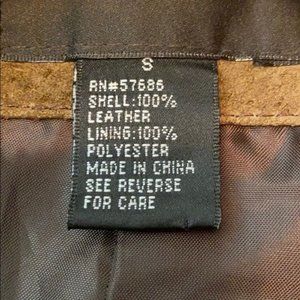 S
RN#57686
SHELL:100%
LEATHER
LINING:100%
POLYESTER
MADE IN CHINA
SEE REVERSE
FOR CARE